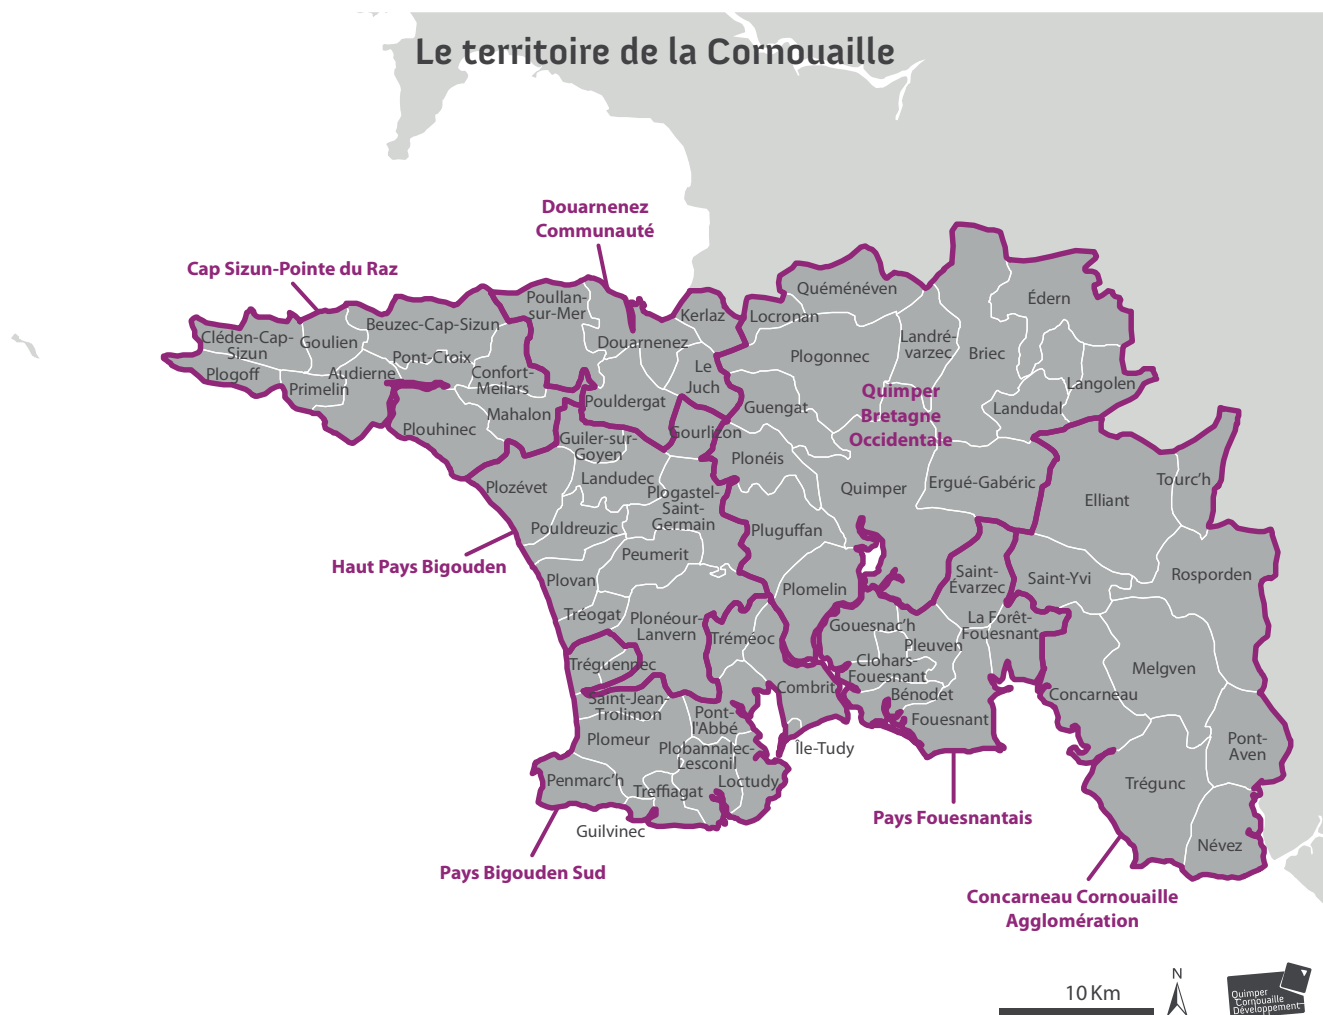 Le territoire de la Cornouaille
Douarnenez
Communauté
Cap Sizun-Pointe du Raz
Quéménéven
Édern
Poullan-
sur-Mer
Kerlaz
Locronan
Beuzec-Cap-Sizun
Cléden-Cap-
Sizun
Goulien
Douarnenez
Landré-
varzec
Briec
Plogonnec
Pont-Croix
Le
Juch
Plogoff
Audierne
Primelin
Confort-
Meilars
Langolen
Quimper
Bretagne
Occidentale
Pouldergat
Guengat
Landudal
Mahalon
Plouhinec
Gourlizon
Guiler-sur-
Goyen
Plonéis
Landudec
Plozévet
Plogastel-
Saint-
Germain
Quimper
Ergué-Gabéric
Tourc'h
Elliant
Pouldreuzic
Pluguffan
Peumerit
Haut Pays Bigouden
Plovan
Plomelin
Saint-
Évarzec
Saint-Yvi
Rosporden
Tréogat
Plonéour-
Lanvern
Tréméoc
Gouesnac'h
La Forêt-
Fouesnant
Pleuven
Tréguennec
Clohars-
Fouesnant
Melgven
Combrit
Bénodet
Concarneau
Saint-Jean-
Trolimon
Pont-
l'Abbé
Fouesnant
Plomeur
Plobannalec-
Lesconil
Île-Tudy
Pont-
Aven
Penmarc'h
Treffiagat
Loctudy
Trégunc
Guilvinec
Pays Fouesnantais
Névez
Pays Bigouden Sud
Concarneau Cornouaille
Agglomération
10 Km
N
Quimper
Cornouaille
Développement